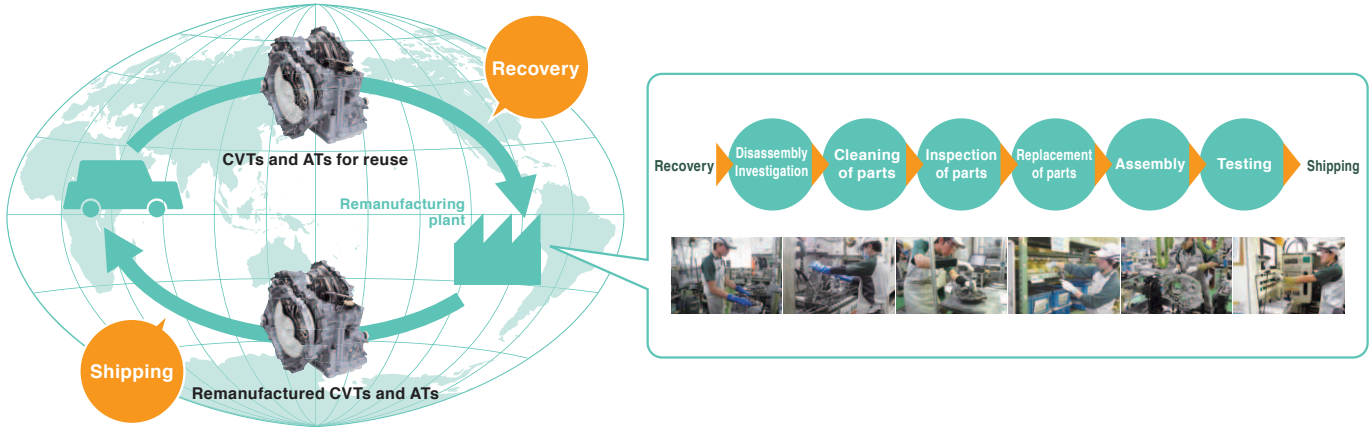 Recovery
CVTs and ATs for reuse
Remanufacturing
plant
Shipping
Remanufactured CVTs and ATs
Recovery
Disassembly
Investigation
Cleaning
of parts
Inspection
of parts
Replacement
of parts
Assembly
Testing
Shipping